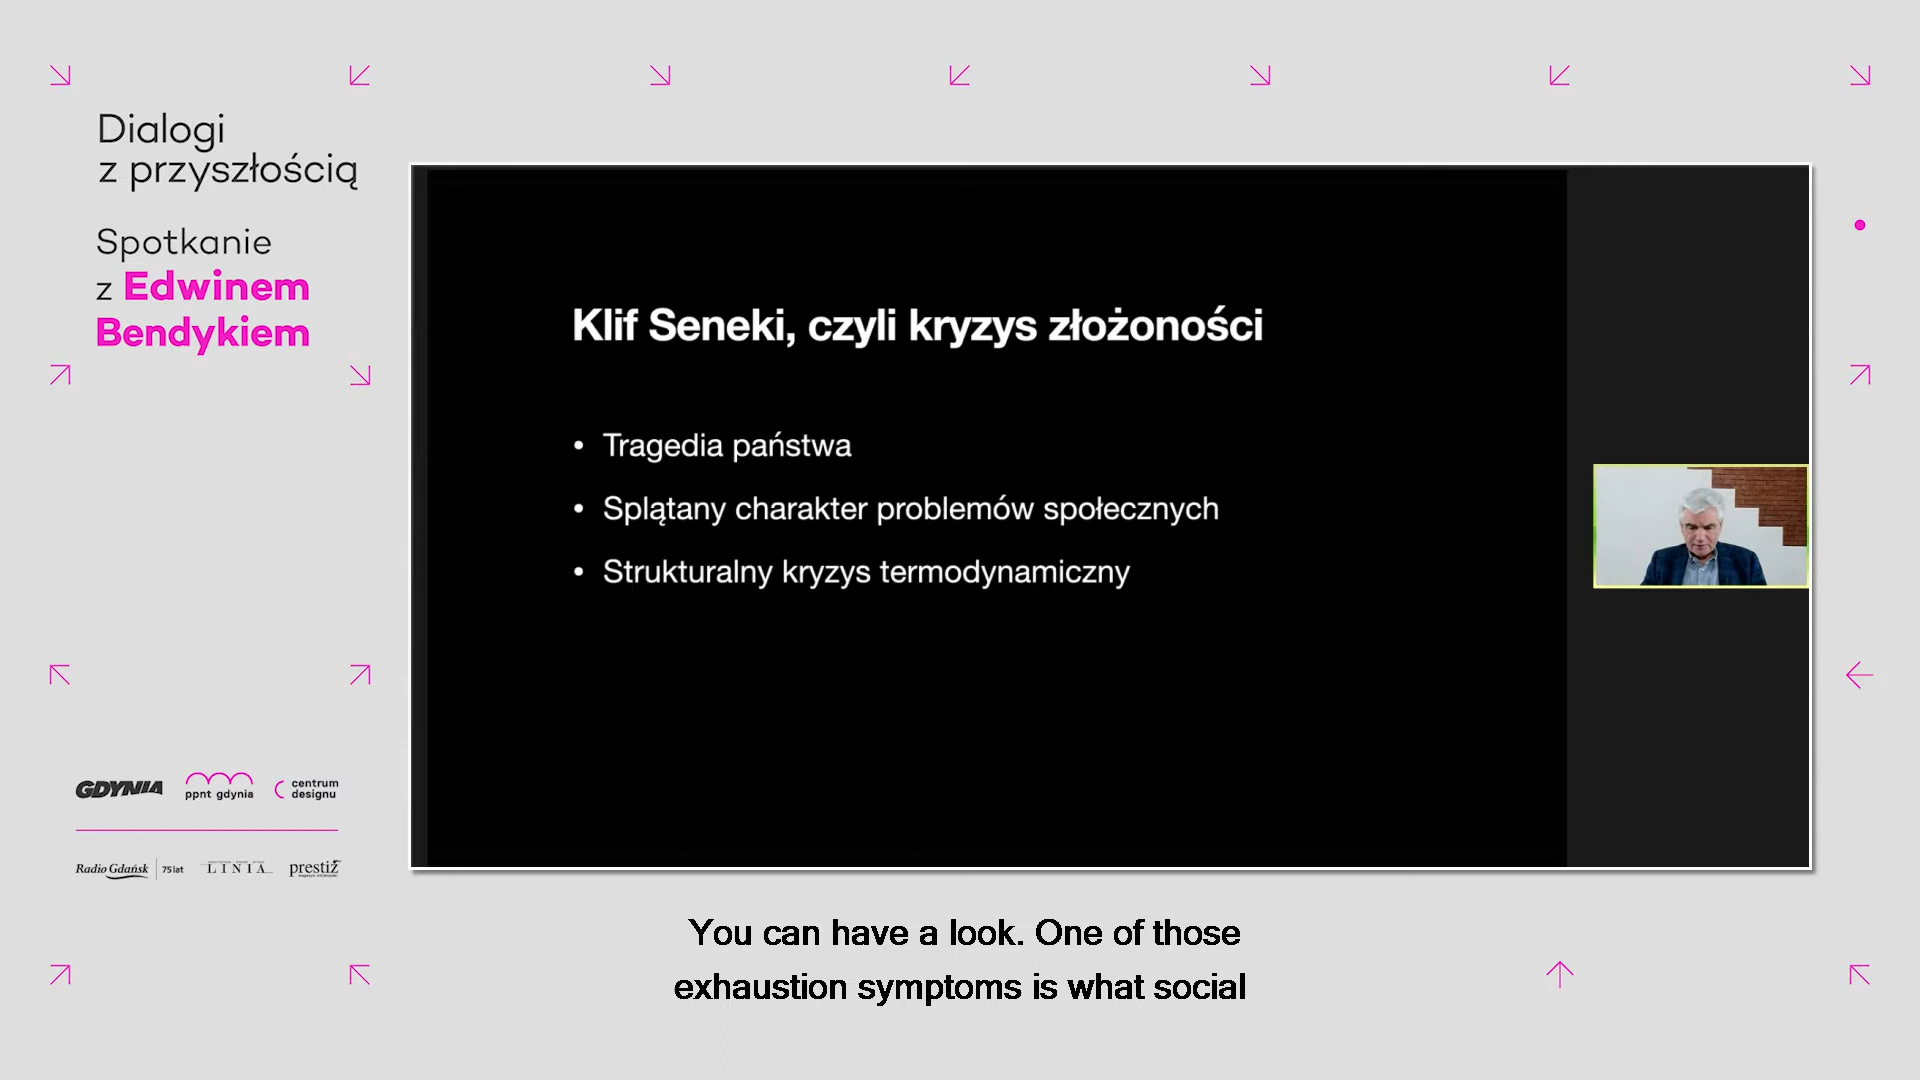 Dialogi
z przyszłością
Spotkanie
z Edwinem
Bendykiem
Klif Seneki, czyli kryzys złożoności
• Tragedia państwa
• Splątany charakter problemów społecznych
• Strukturalny kryzys termodynamiczny
GDYNIA
ppnt gdynia
centrum
designu
Radio Gdańsk
75 lat
LINIA
prestiż
You can have a look. One of those
exhaustion symptoms is what social